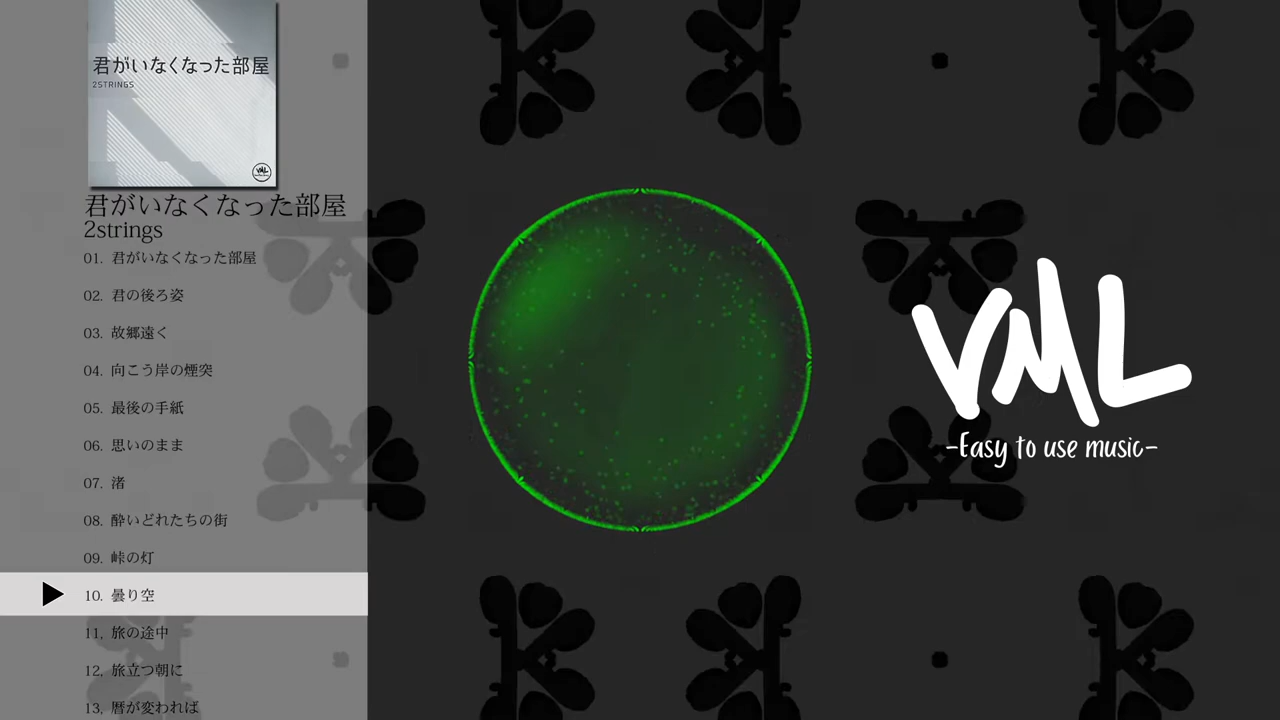 君がいなくなった部屋
2STRINGS
VML
君がいなくなった部屋
2strings
01. 君がいなくなった部屋
02. 君の後ろ姿
03. 故郷遠く
04. 向こう岸の煙突
05. 最後の手紙
06. 思いのまま
07. 渚
08. 酔いどれたちの街
09. 峠の灯
10. 曇り空
11, 旅の途中
12, 旅立つ朝に
13, 暦が変われば
VML
-Easy to use music-